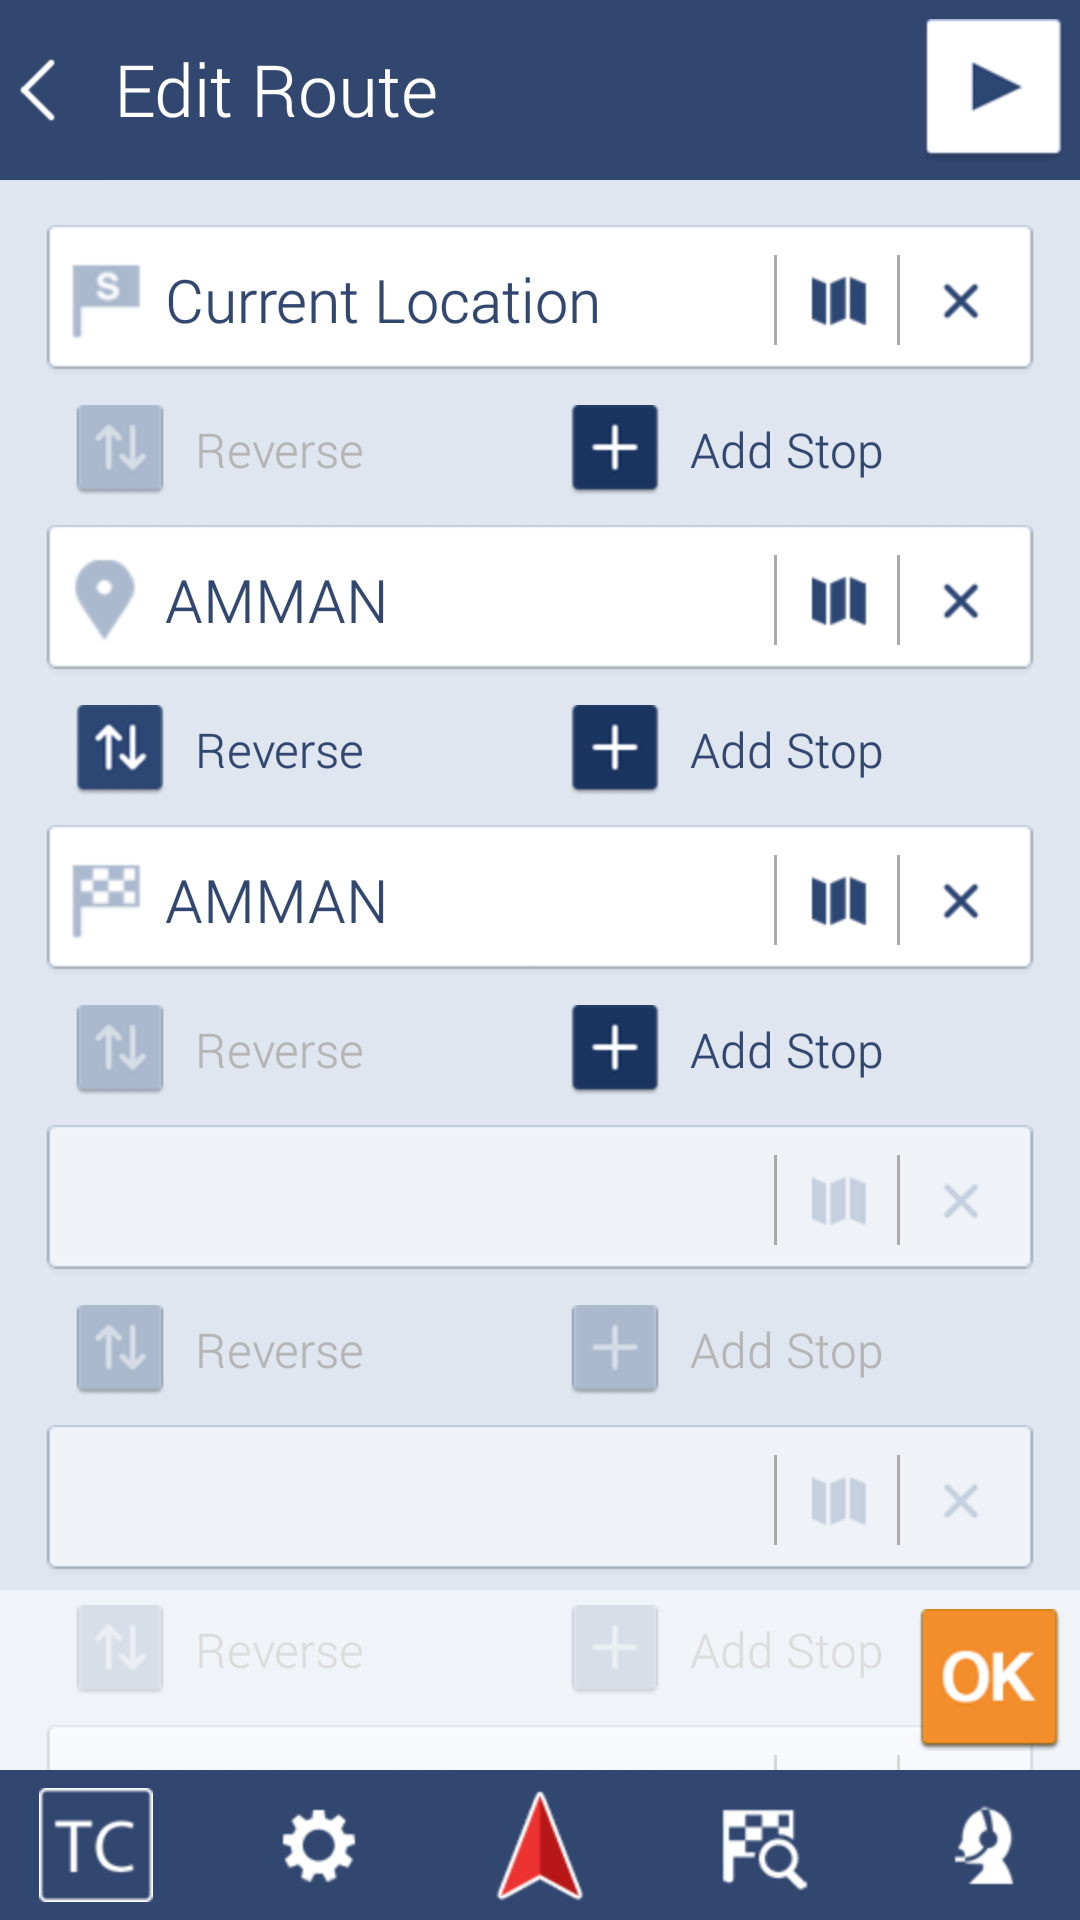 Edit Route
S
Current Location
Reverse
Add Stop
AMMAN
Reverse
Add Stop
AMMAN
Reverse
Add Stop
Reverse
Add Stop
Reverse
Add Stop
OK
TC